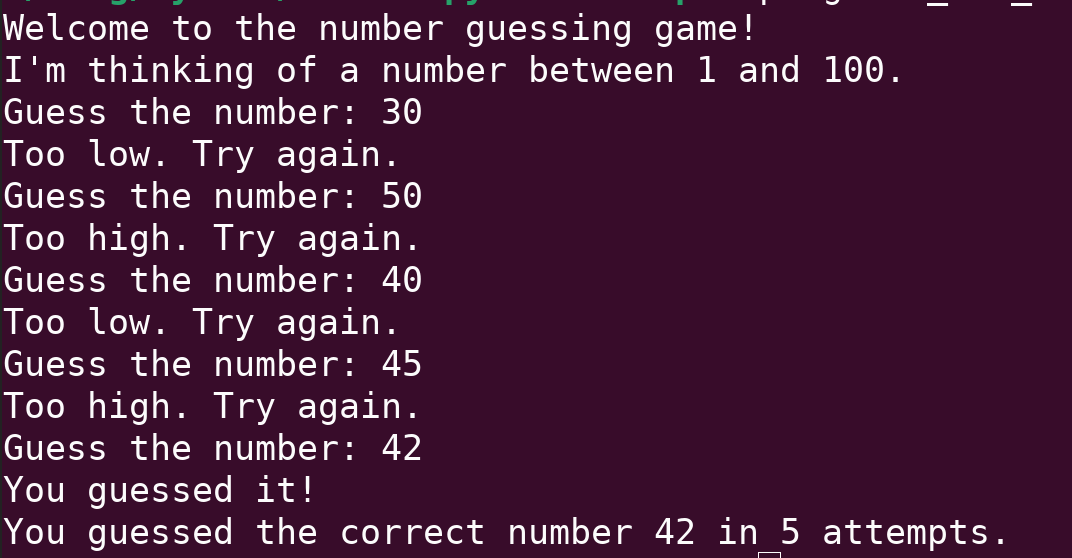 Welcome to the number guessing game!
I'm thinking of a number between 1 and 100.
Guess the number: 30
Too low. Try again.
Guess the number: 50
Too high. Try again.
Guess the number: 40
Too low. Try again.
Guess the number: 45
Too high. Try again.
Guess the number: 42
You guessed it!
You guessed the correct number 42 in 5 attempts.